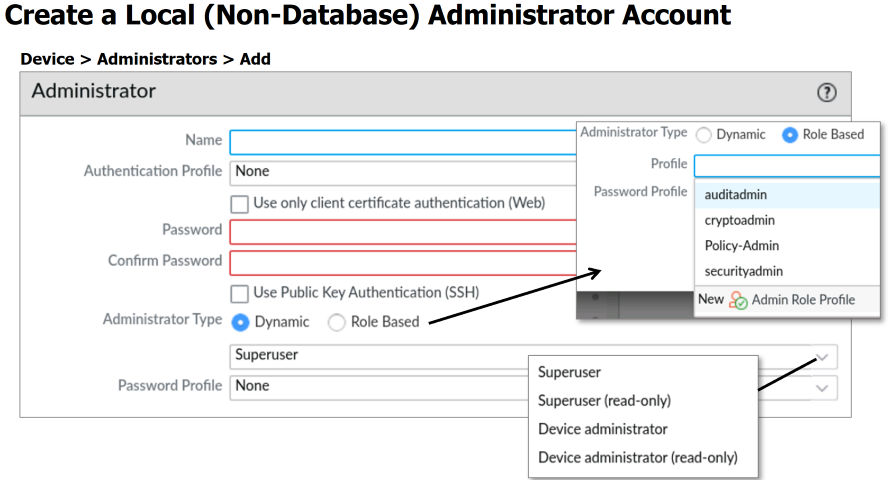 Create a Local (Non-Database) Administrator Account
Device > Administrators > Add
Administrator
?
Name
Authentication Profile None
Use only client certificate authentication (Web)
Password
Confirm Password
Use Public Key Authentication (SSH)
Administrator Type Dynamic Role Based
Superuser
Password Profile None
Administrator Type Dynamic Role Based
Profile
Password Profile
auditadmin
cryptoadmin
Policy-Admin
securityadmin
New Admin Role Profile
Superuser
Superuser (read-only)
Device administrator
Device administrator (read-only)